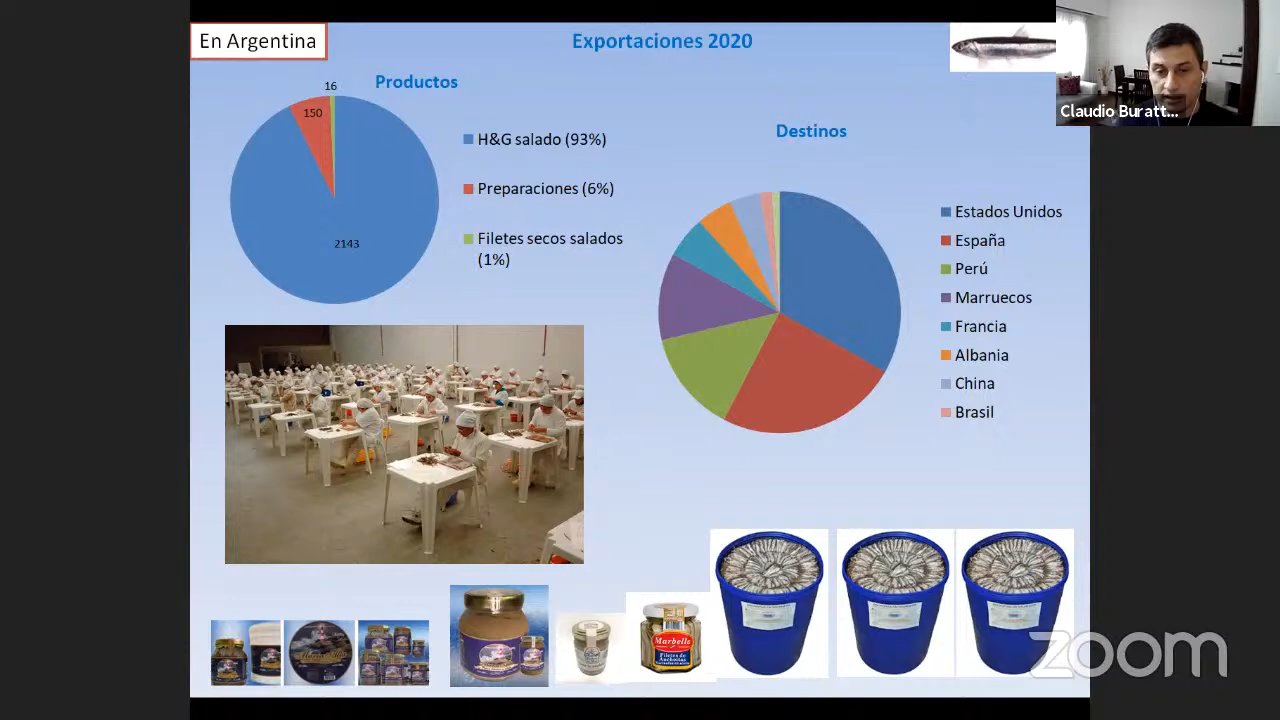 En Argentina
Exportaciones 2020
Claudio Buratt...
Productos
16
150
2143
H&G salado (93%)
Preparaciones (6%)
Filetes secos salados
(1%)
Destinos
Estados Unidos
España
Perú
Marruecos
Francia
Albania
China
Brasil
Marbella
Filetes de
Anchoitas
zoom